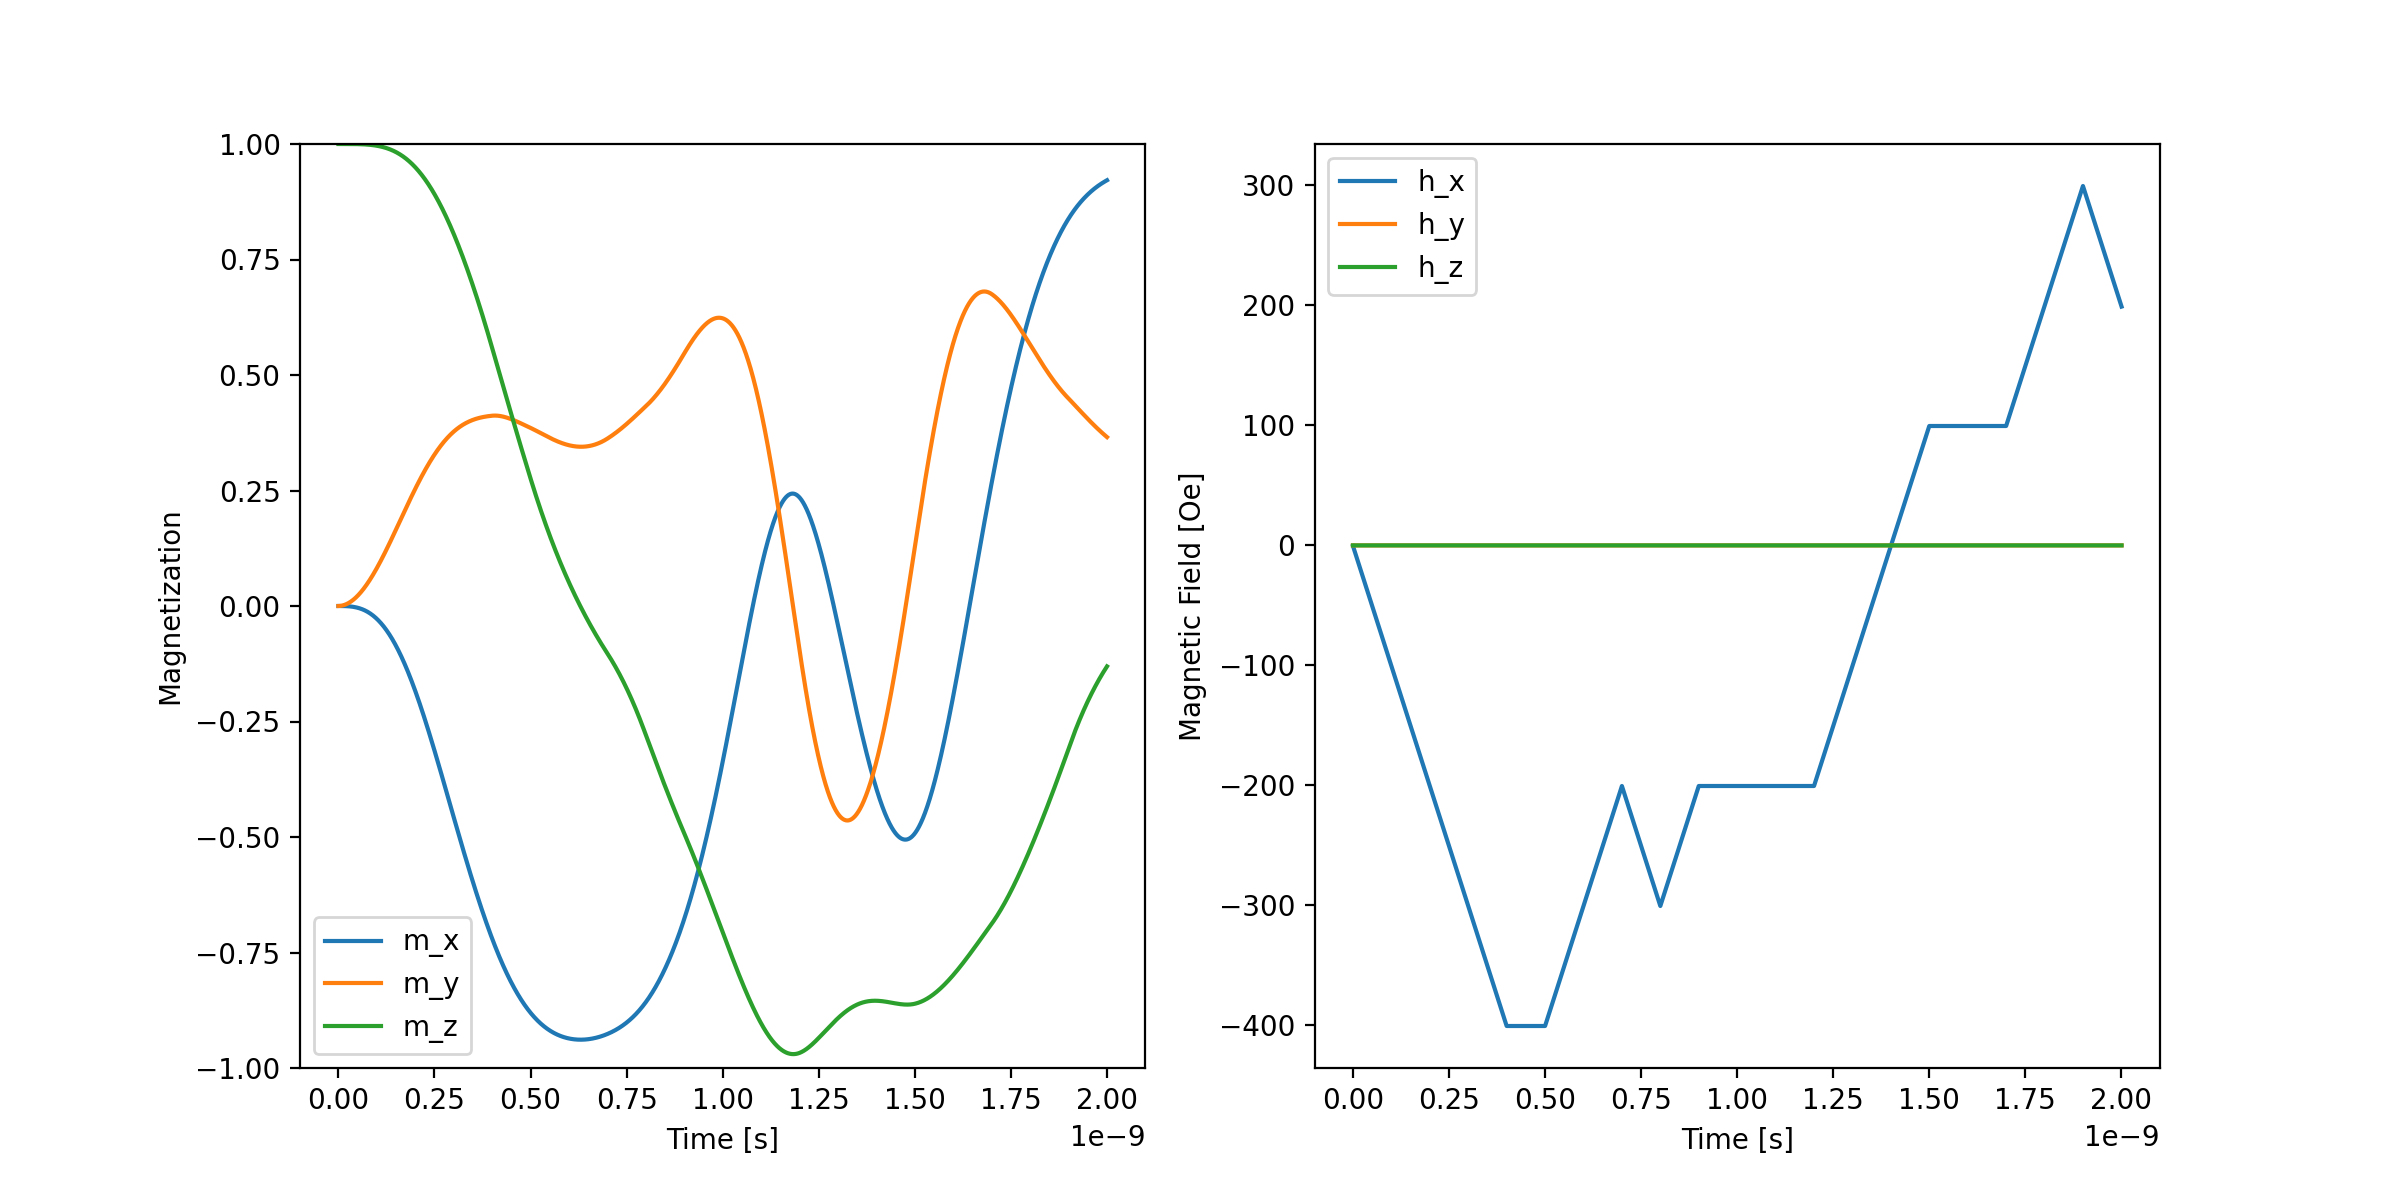 Magnetization
1.00
0.75
0.50
0.25
0.00
−0.25
−0.50
−0.75
−1.00
m_x
m_y
m_z
0.00 0.25 0.50 0.75 1.00 1.25 1.50 1.75 2.00
Time [s]
1e−9
Magnetic Field [Oe]
300
200
100
0
−100
−200
−300
−400
h_x
h_y
h_z
0.00 0.25 0.50 0.75 1.00 1.25 1.50 1.75 2.00
Time [s]
1e−9